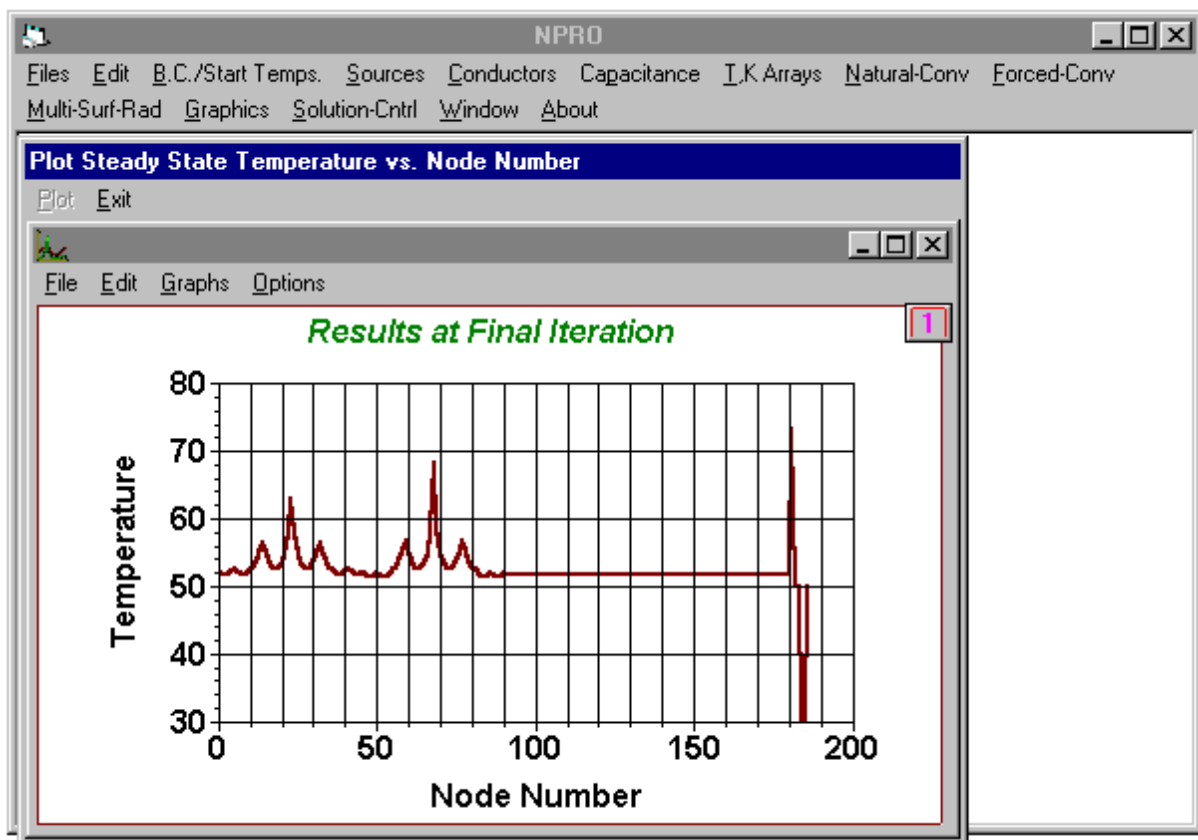 NPRO
Files Edit B.C./Start Temps. Sources Conductors Capacitance T,K Arrays Natural-Conv Forced-Conv
Multi-Surf-Rad Graphics Solution-Cntrl Window About
Plot Steady State Temperature vs. Node Number
Plot Exit
File Edit Graphs Options
1
Results at Final Iteration
80
70
60
50
40
30
Temperature
0 50 100 150 200
Node Number